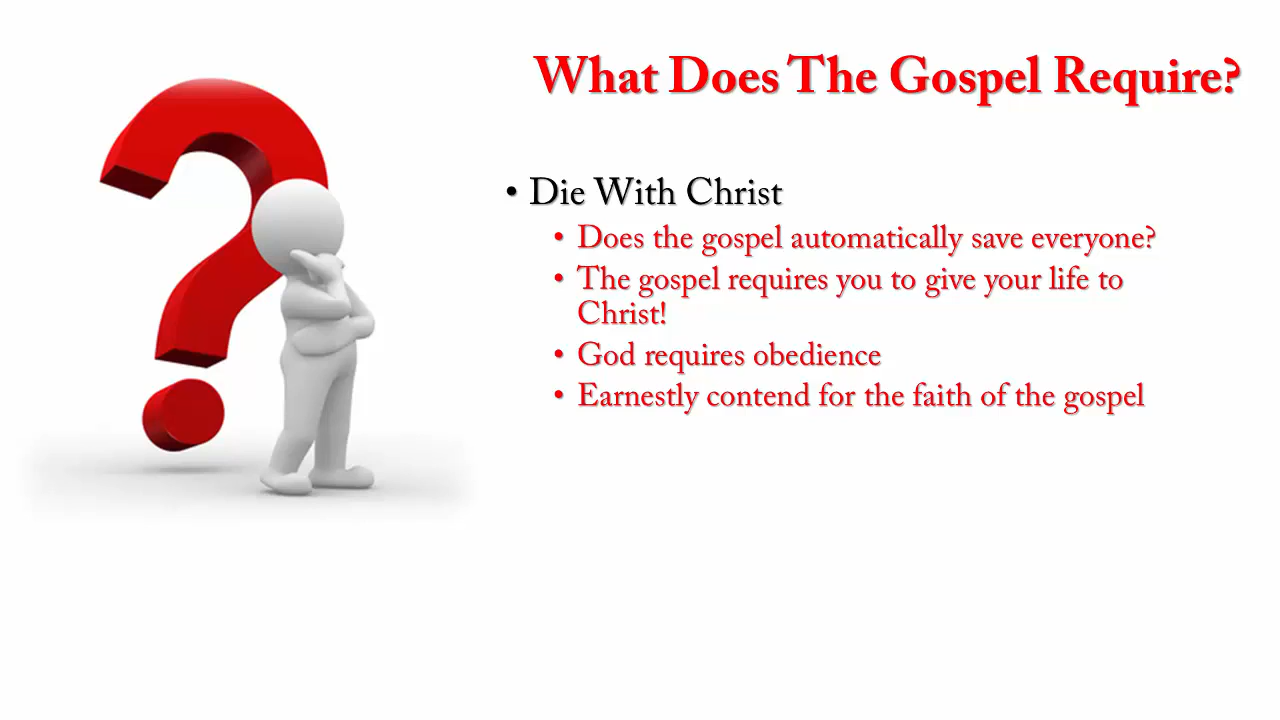 What Does The Gospel Require?
• Die With Christ
• Does the gospel automatically save everyone?
• The gospel requires you to give your life to
Christ!
• God requires obedience
• Earnestly contend for the faith of the gospel